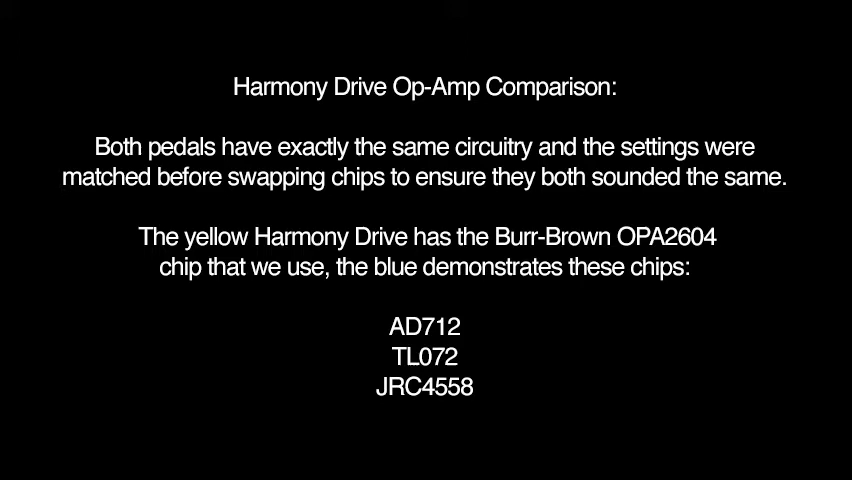 Harmony Drive Op-Amp Comparison:
Both pedals have exactly the same circuitry and the settings were
matched before swapping chips to ensure they both sounded the same.
The yellow Harmony Drive has the Burr-Brown OPA2604
chip that we use, the blue demonstrates these chips:
AD712
TL072
JRC4558